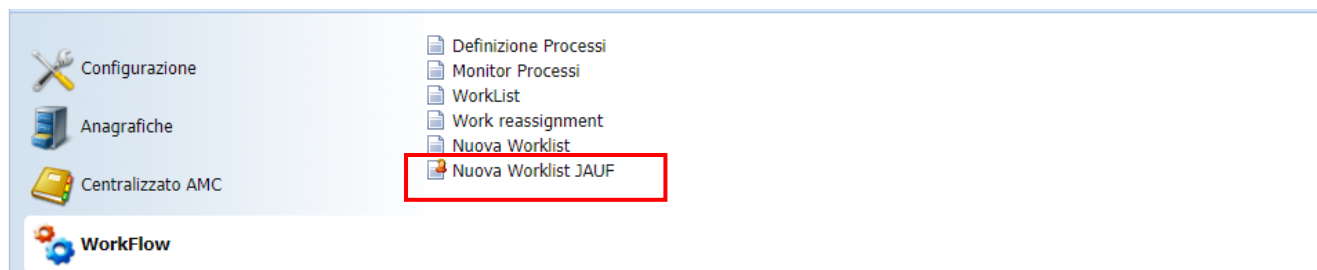 Configurazione
Anagrafiche
Centralizzato AMC
WorkFlow
Definizione Processi
Monitor Processi
WorkList
Work reassignment
Nuova Worklist
Nuova Worklist JAUF